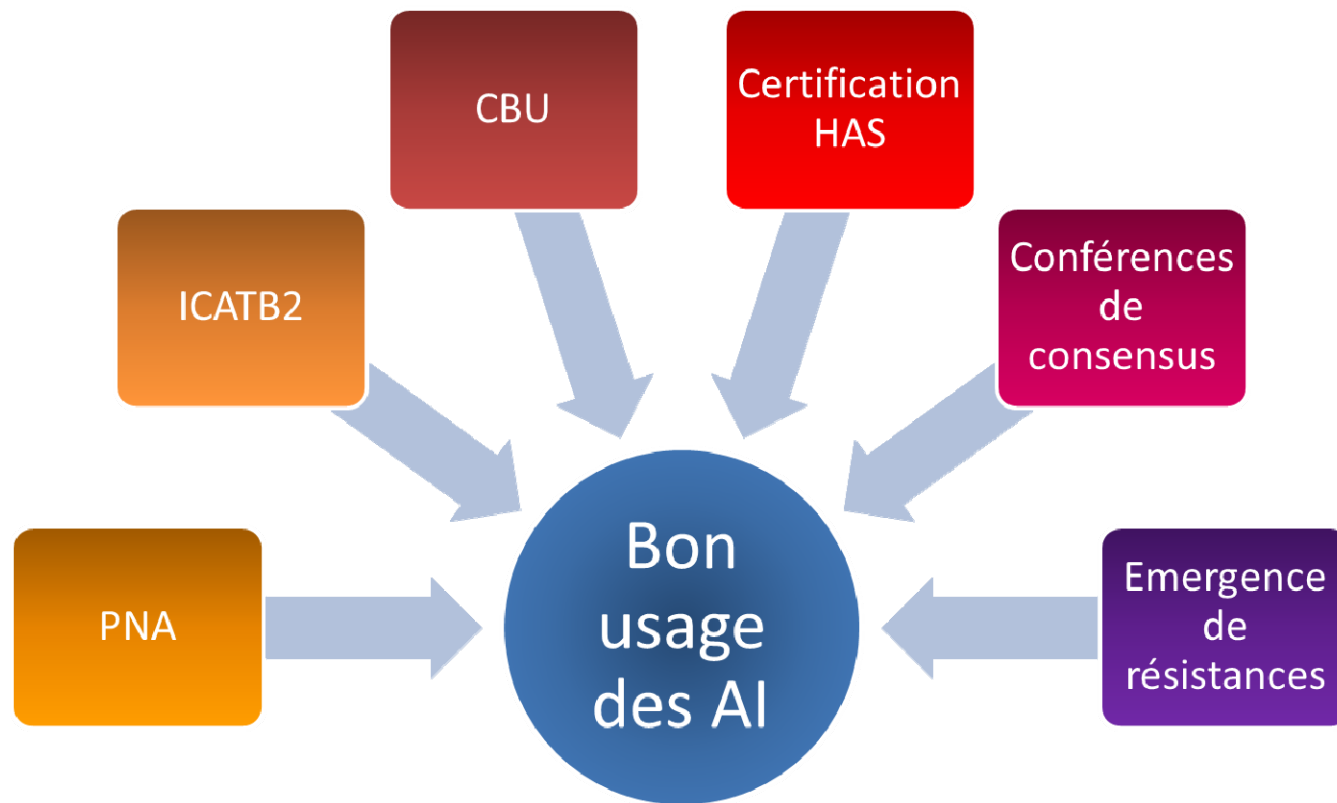 CBU
Certification
HAS
ICATB2
Conférences
de
consensus
PNA
Bon
usage
des AI
Emergence
de
résistances